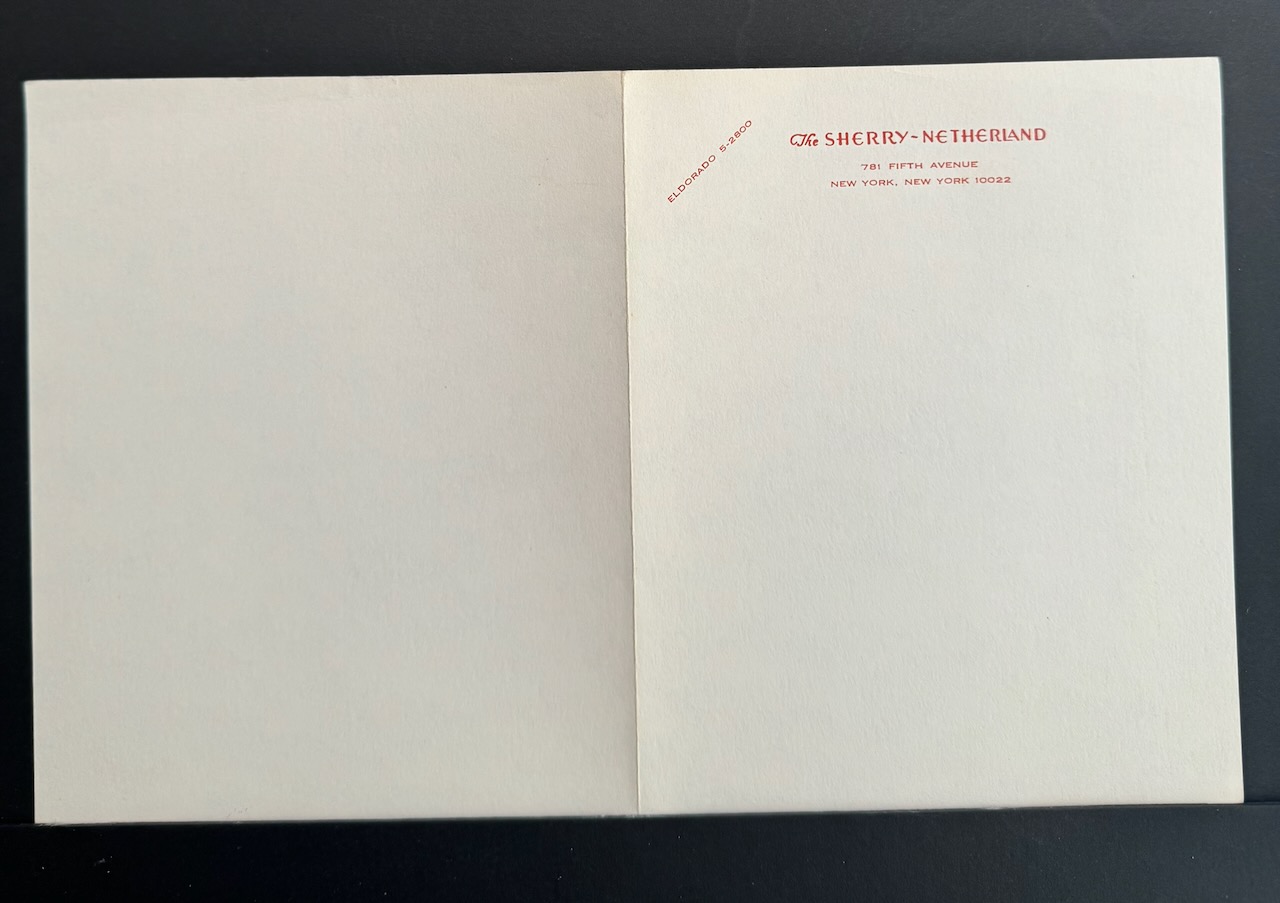 ELDORADO 5-2800
The SHERRY-NETHERLAND
781 FIFTH AVENUE
NEW YORK, NEW YORK 10022